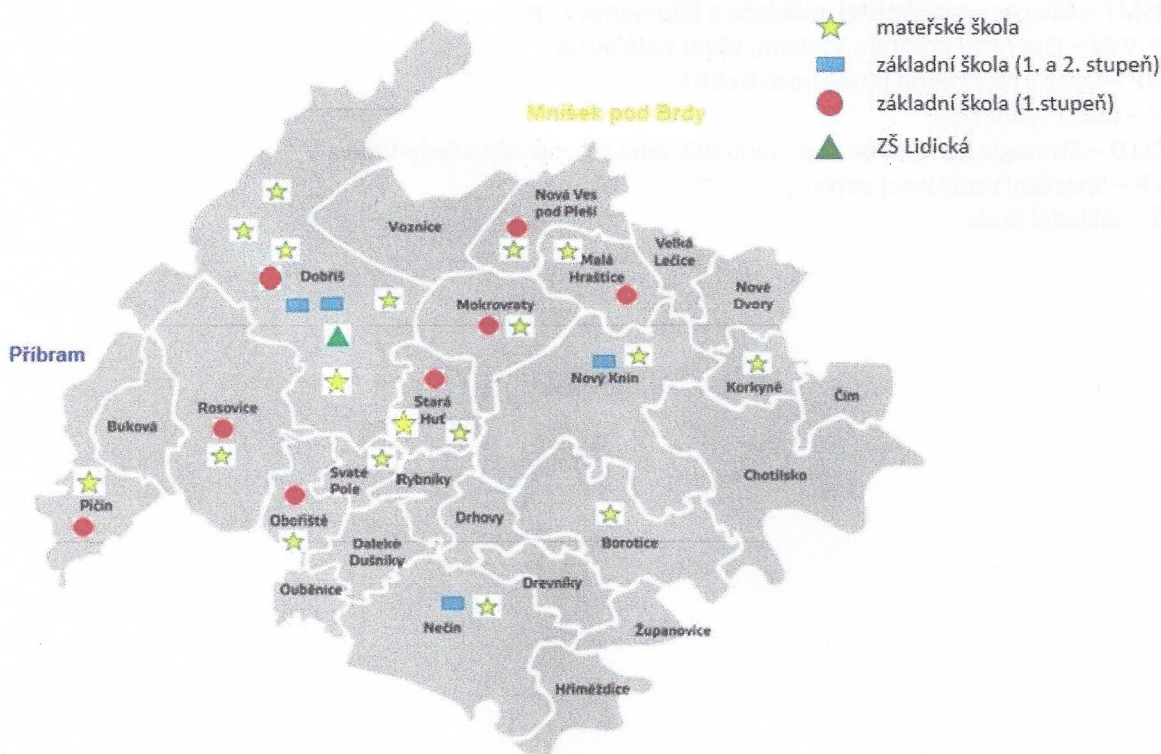 mateřské škola
základní škola (1. a 2. stupeň)
základní škola (1.stupeň)
ZŠ Lidická
Mníšek pod Brdy
Nová Ves
pod Pleší
Voznice
Velká
Lečice
Malá
Hraštice
Dobříš
Nové
Dvory
Mokrovraty
Příbram
Nový Knín
Korkyně
Čím
Stará
Huť
Rosovice
Buková
Svaté
Pole
Rybníky
Chotilsko
Pičín
Obořiště
Drhovy
Borotice
Daleké
Dušníky
Drevníky
Ouběnice
Nečín
Županovice
Hříměždice